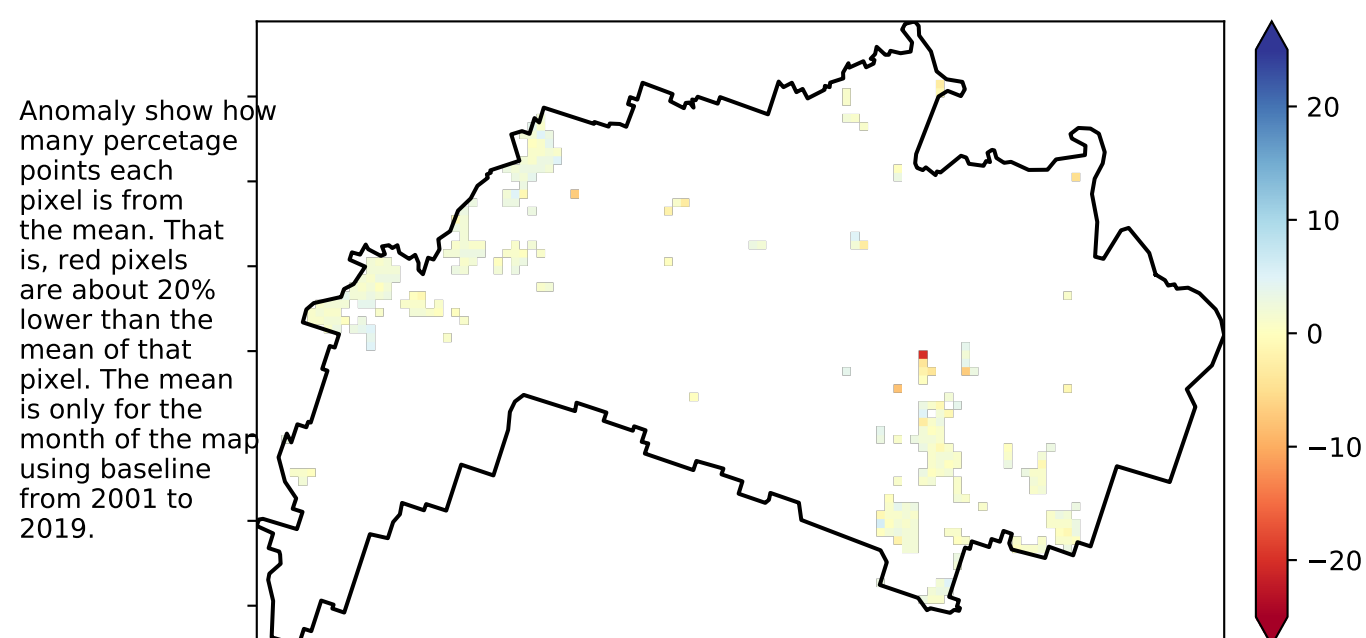 Anomaly show how
many percetage
points each
pixel is from
the mean. That
is, red pixels
are about 20%
lower than the
mean of that
pixel. The mean
is only for the
month of the map
using baseline
from 2001 to
2019.
20
10
0
−10
−20